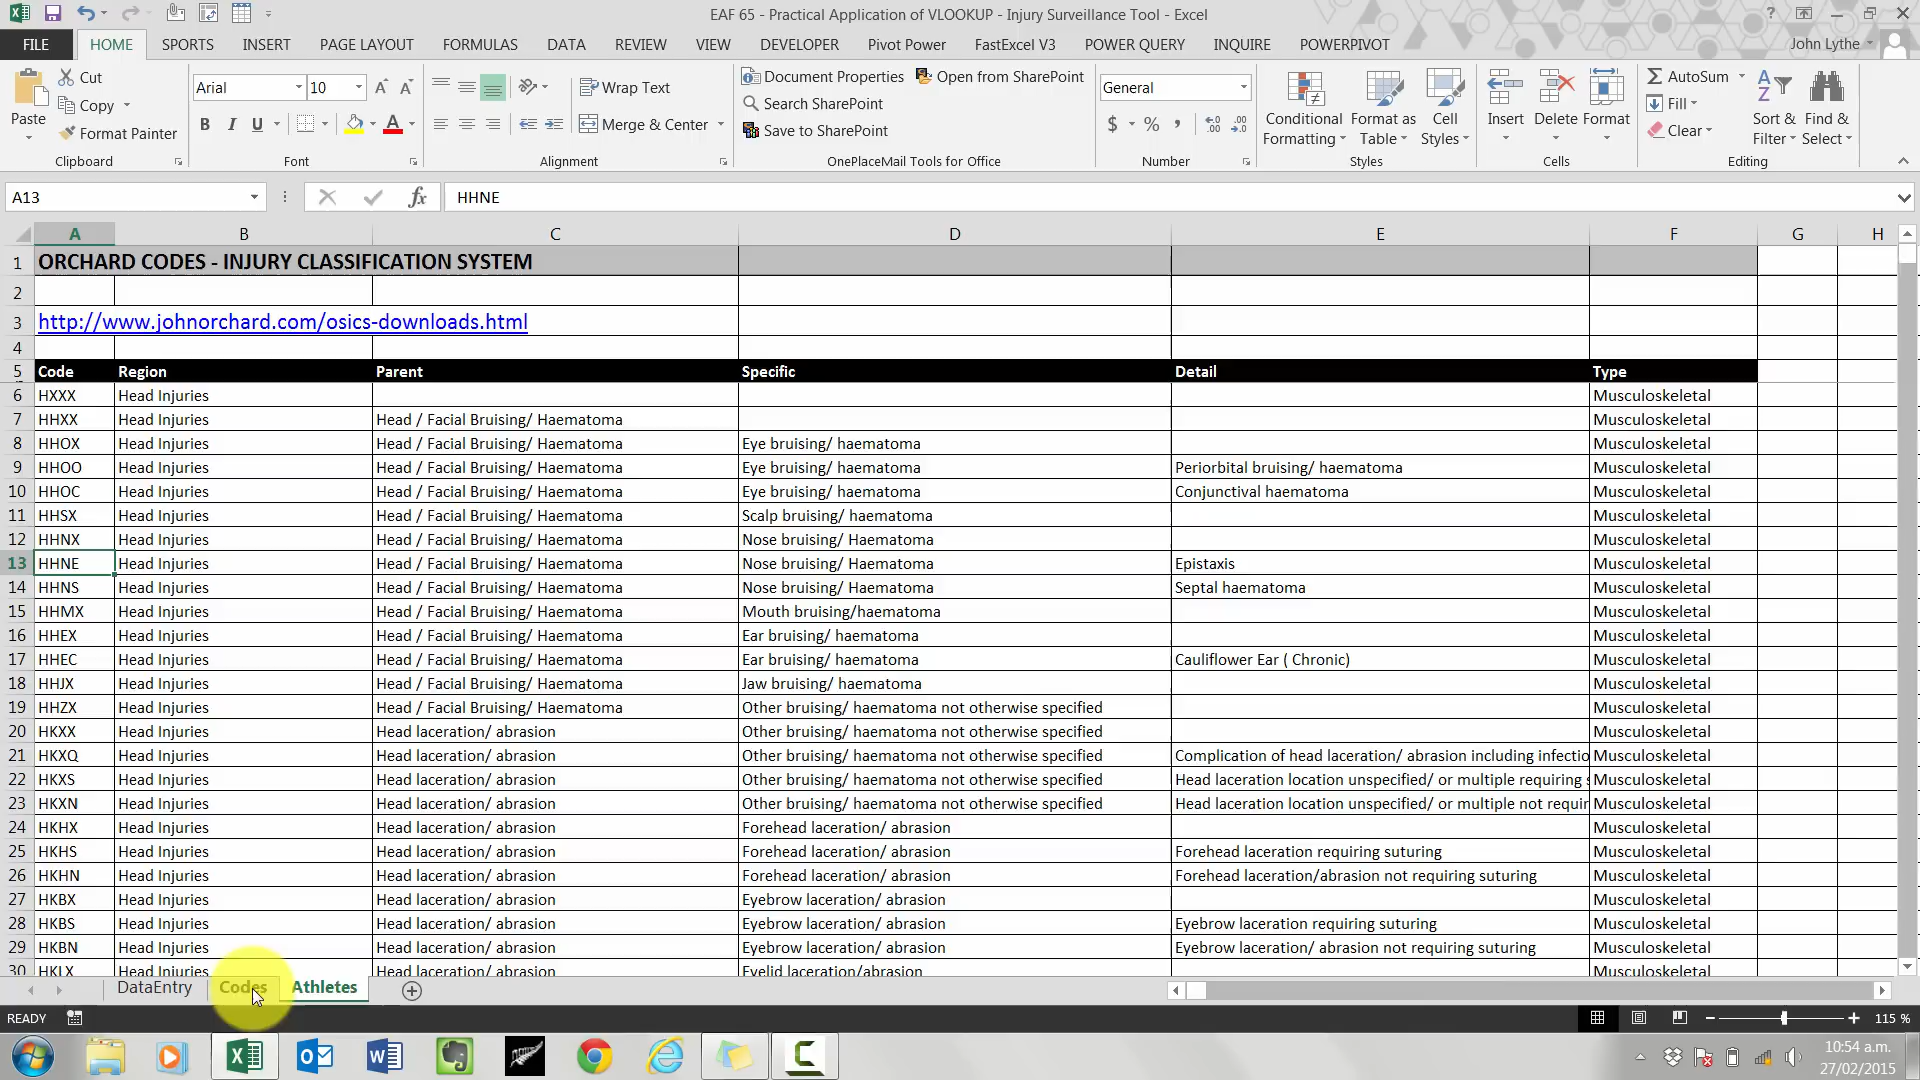 EAF 65 - Practical Application of VLOOKUP - Injury Surveillance Tool - Excel
FILE HOME SPORTS INSERT PAGE LAYOUT FORMULAS DATA REVIEW VIEW DEVELOPER Pivot Power FastExcel V3 POWER QUERY INQUIRE POWERPIVOT John Lythe
Paste Cut Copy Format Painter Clipboard
Arial 10 B I U A Font
Wrap Text Merge & Center Alignment
Document Properties Open from SharePoint
Search SharePoint
Save to SharePoint
OnePlaceMail Tools for Office
General $ % Number
Conditional Formatting Format as Table Cell Styles Styles
Insert Delete Format Cells
AutoSum Fill Clear Sort & Filter Find & Select Editing
A13 fx HHNE
A B C D E F G H
1 ORCHARD CODES - INJURY CLASSIFICATION SYSTEM
2
3 http://www.johnorchard.com/osics-downloads.html
4
5 Code Region Parent Specific Detail Type
6 HXXX Head Injuries Musculoskeletal
7 HHXX Head Injuries Head / Facial Bruising/ Haematoma Musculoskeletal
8 HHOX Head Injuries Head / Facial Bruising/ Haematoma Eye bruising/ haematoma Musculoskeletal
9 HHOO Head Injuries Head / Facial Bruising/ Haematoma Eye bruising/ haematoma Periorbital bruising/ haematoma Musculoskeletal
10 HHOC Head Injuries Head / Facial Bruising/ Haematoma Eye bruising/ haematoma Conjunctival haematoma Musculoskeletal
11 HHSX Head Injuries Head / Facial Bruising/ Haematoma Scalp bruising/ haematoma Musculoskeletal
12 HHNX Head Injuries Head / Facial Bruising/ Haematoma Nose bruising/ Haematoma Musculoskeletal
13 HHNE Head Injuries Head / Facial Bruising/ Haematoma Nose bruising/ Haematoma Epistaxis Musculoskeletal
14 HHNS Head Injuries Head / Facial Bruising/ Haematoma Nose bruising/ Haematoma Septal haematoma Musculoskeletal
15 HHMX Head Injuries Head / Facial Bruising/ Haematoma Mouth bruising/haematoma Musculoskeletal
16 HHEX Head Injuries Head / Facial Bruising/ Haematoma Ear bruising/ haematoma Musculoskeletal
17 HHEC Head Injuries Head / Facial Bruising/ Haematoma Ear bruising/ haematoma Cauliflower Ear ( Chronic) Musculoskeletal
18 HHJX Head Injuries Head / Facial Bruising/ Haematoma Jaw bruising/ haematoma Musculoskeletal
19 HHZX Head Injuries Head / Facial Bruising/ Haematoma Other bruising/ haematoma not otherwise specified Musculoskeletal
20 HKXX Head Injuries Head laceration/ abrasion Other bruising/ haematoma not otherwise specified Musculoskeletal
21 HKXQ Head Injuries Head laceration/ abrasion Other bruising/ haematoma not otherwise specified Complication of head laceration/ abrasion including infectio Musculoskeletal
22 HKXS Head Injuries Head laceration/ abrasion Other bruising/ haematoma not otherwise specified Head laceration location unspecified/ or multiple requiring s Musculoskeletal
23 HKXN Head Injuries Head laceration/ abrasion Other bruising/ haematoma not otherwise specified Head laceration location unspecified/ or multiple not requir Musculoskeletal
24 HKHX Head Injuries Head laceration/ abrasion Forehead laceration/ abrasion Musculoskeletal
25 HKHS Head Injuries Head laceration/ abrasion Forehead laceration/ abrasion Forehead laceration requiring suturing Musculoskeletal
26 HKHN Head Injuries Head laceration/ abrasion Forehead laceration/ abrasion Forehead laceration/abrasion not requiring suturing Musculoskeletal
27 HKBX Head Injuries Head laceration/ abrasion Eyebrow laceration/ abrasion Musculoskeletal
28 HKBS Head Injuries Head laceration/ abrasion Eyebrow laceration/ abrasion Eyebrow laceration requiring suturing Musculoskeletal
29 HKBN Head Injuries Head laceration/ abrasion Eyebrow laceration/ abrasion Eyebrow laceration/ abrasion not requiring suturing Musculoskeletal
30 HKLX Head Injuries Head laceration/ abrasion Eyelid laceration/abrasion Musculoskeletal
DataEntry Codes Athletes
READY 115 %
10:54 a.m.
27/02/2015